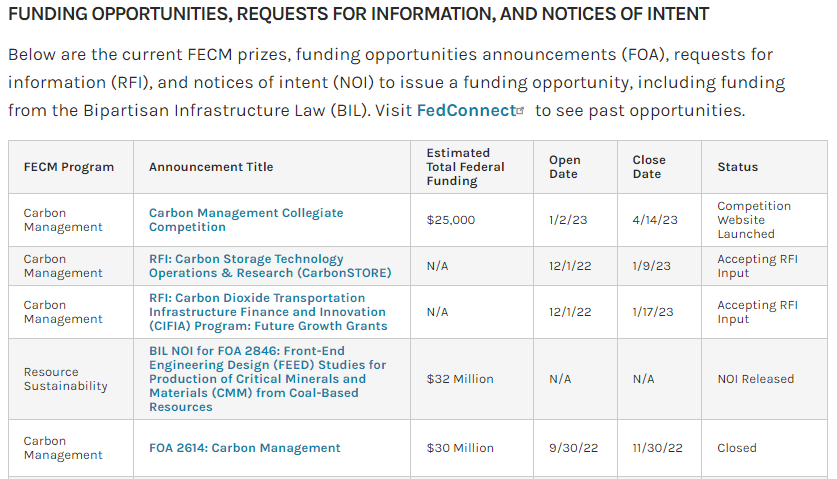 FUNDING OPPORTUNITIES, REQUESTS FOR INFORMATION, AND NOTICES OF INTENT
Below are the current FECM prizes, funding opportunities announcements (FOA), requests for
information (RFI), and notices of intent (NOI) to issue a funding opportunity, including funding
from the Bipartisan Infrastructure Law (BIL). Visit FedConnect to see past opportunities.
FECM Program
Announcement Title
Estimated
Total Federal
Funding
Open
Date
Close
Date
Status
Carbon
Management
Carbon Management Collegiate
Competition
$25,000
1/2/23
4/14/23
Competition
Website
Launched
Carbon
Management
RFI: Carbon Storage Technology
Operations & Research (CarbonSTORE)
N/A
12/1/22
1/9/23
Accepting RFI
Input
Carbon
Management
RFI: Carbon Dioxide Transportation
Infrastructure Finance and Innovation
(CIFIA) Program: Future Growth Grants
N/A
12/1/22
1/17/23
Accepting RFI
Input
Resource
Sustainability
BIL NOI for FOA 2846: Front-End
Engineering Design (FEED) Studies for
Production of Critical Minerals and
Materials (CMM) from Coal-Based
Resources
$32 Million
N/A
N/A
NOI Released
Carbon
Management
FOA 2614: Carbon Management
$30 Million
9/30/22
11/30/22
Closed